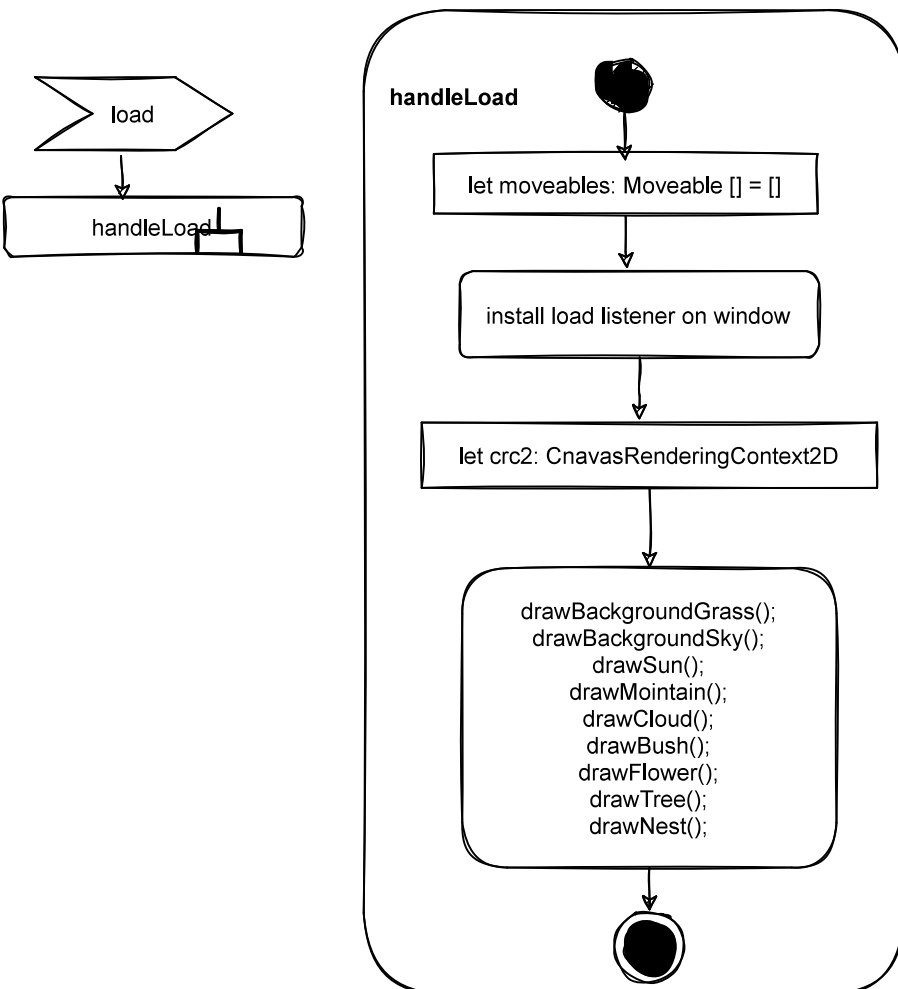 load
handleLoad
handleLoad
let moveables: Moveable [] = []
install load listener on window
let crc2: CnavasRenderingContext2D
drawBackgroundGrass();
drawBackgroundSky();
drawSun();
drawMointain();
drawCloud();
drawBush();
drawFlower();
drawTree();
drawNest();